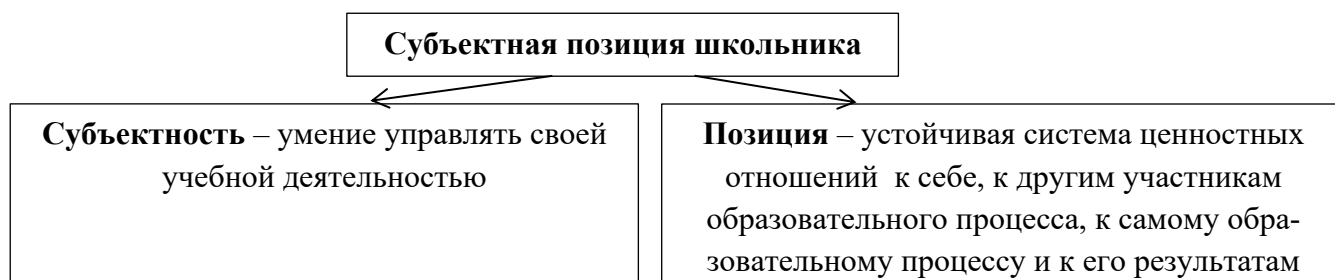 Субъектная позиция школьника
Субъектность – умение управлять своей
учебной деятельностью
Позиция – устойчивая система ценностных
отношений к себе, к другим участникам
образовательного процесса, к самому обра-
зовательному процессу и к его результатам